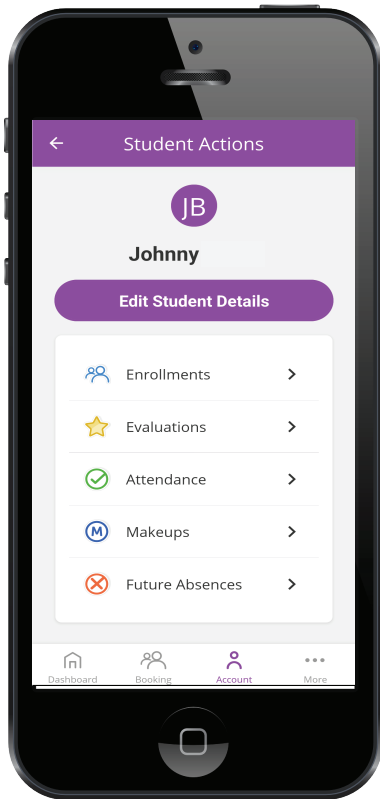 Student Actions
JB
Johnny
Edit Student Details
Enrollments
Evaluations
Attendance
M Makeups
Future Absences
Dashboard Booking Account More